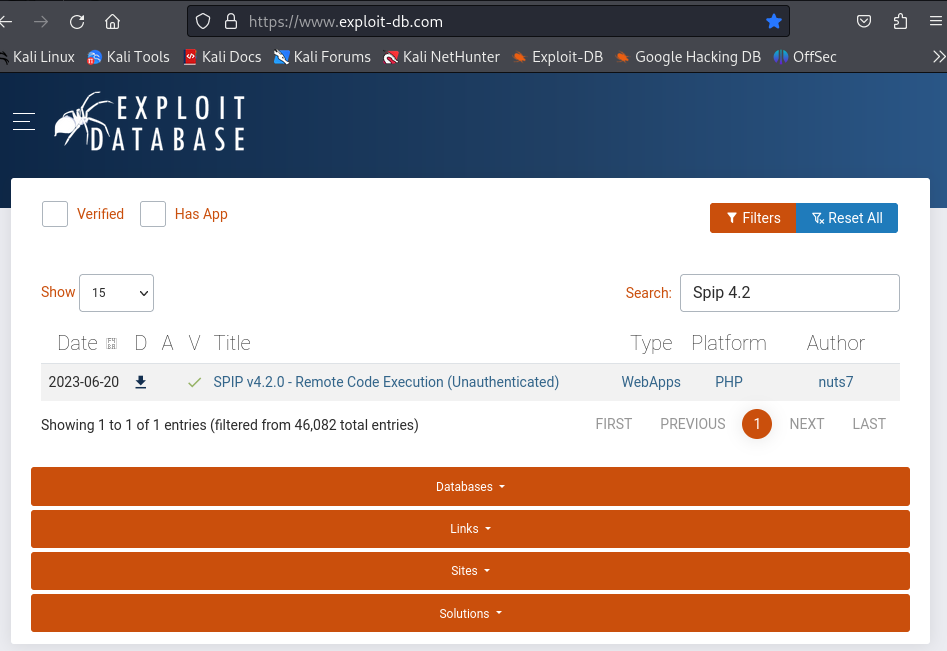 https://www.exploit-db.com
Kali Linux Kali Tools Kali Docs Kali Forums Kali NetHunter Exploit-DB Google Hacking DB OffSec
EXPLOIT
DATABASE
Verified Has App
Filters Reset All
Show 15 Search: Spip 4.2
Date D A V Title Type Platform Author
2023-06-20 SPIP v4.2.0 - Remote Code Execution (Unauthenticated) WebApps PHP nuts7
Showing 1 to 1 of 1 entries (filtered from 46,082 total entries) FIRST PREVIOUS 1 NEXT LAST
Databases
Links
Sites
Solutions